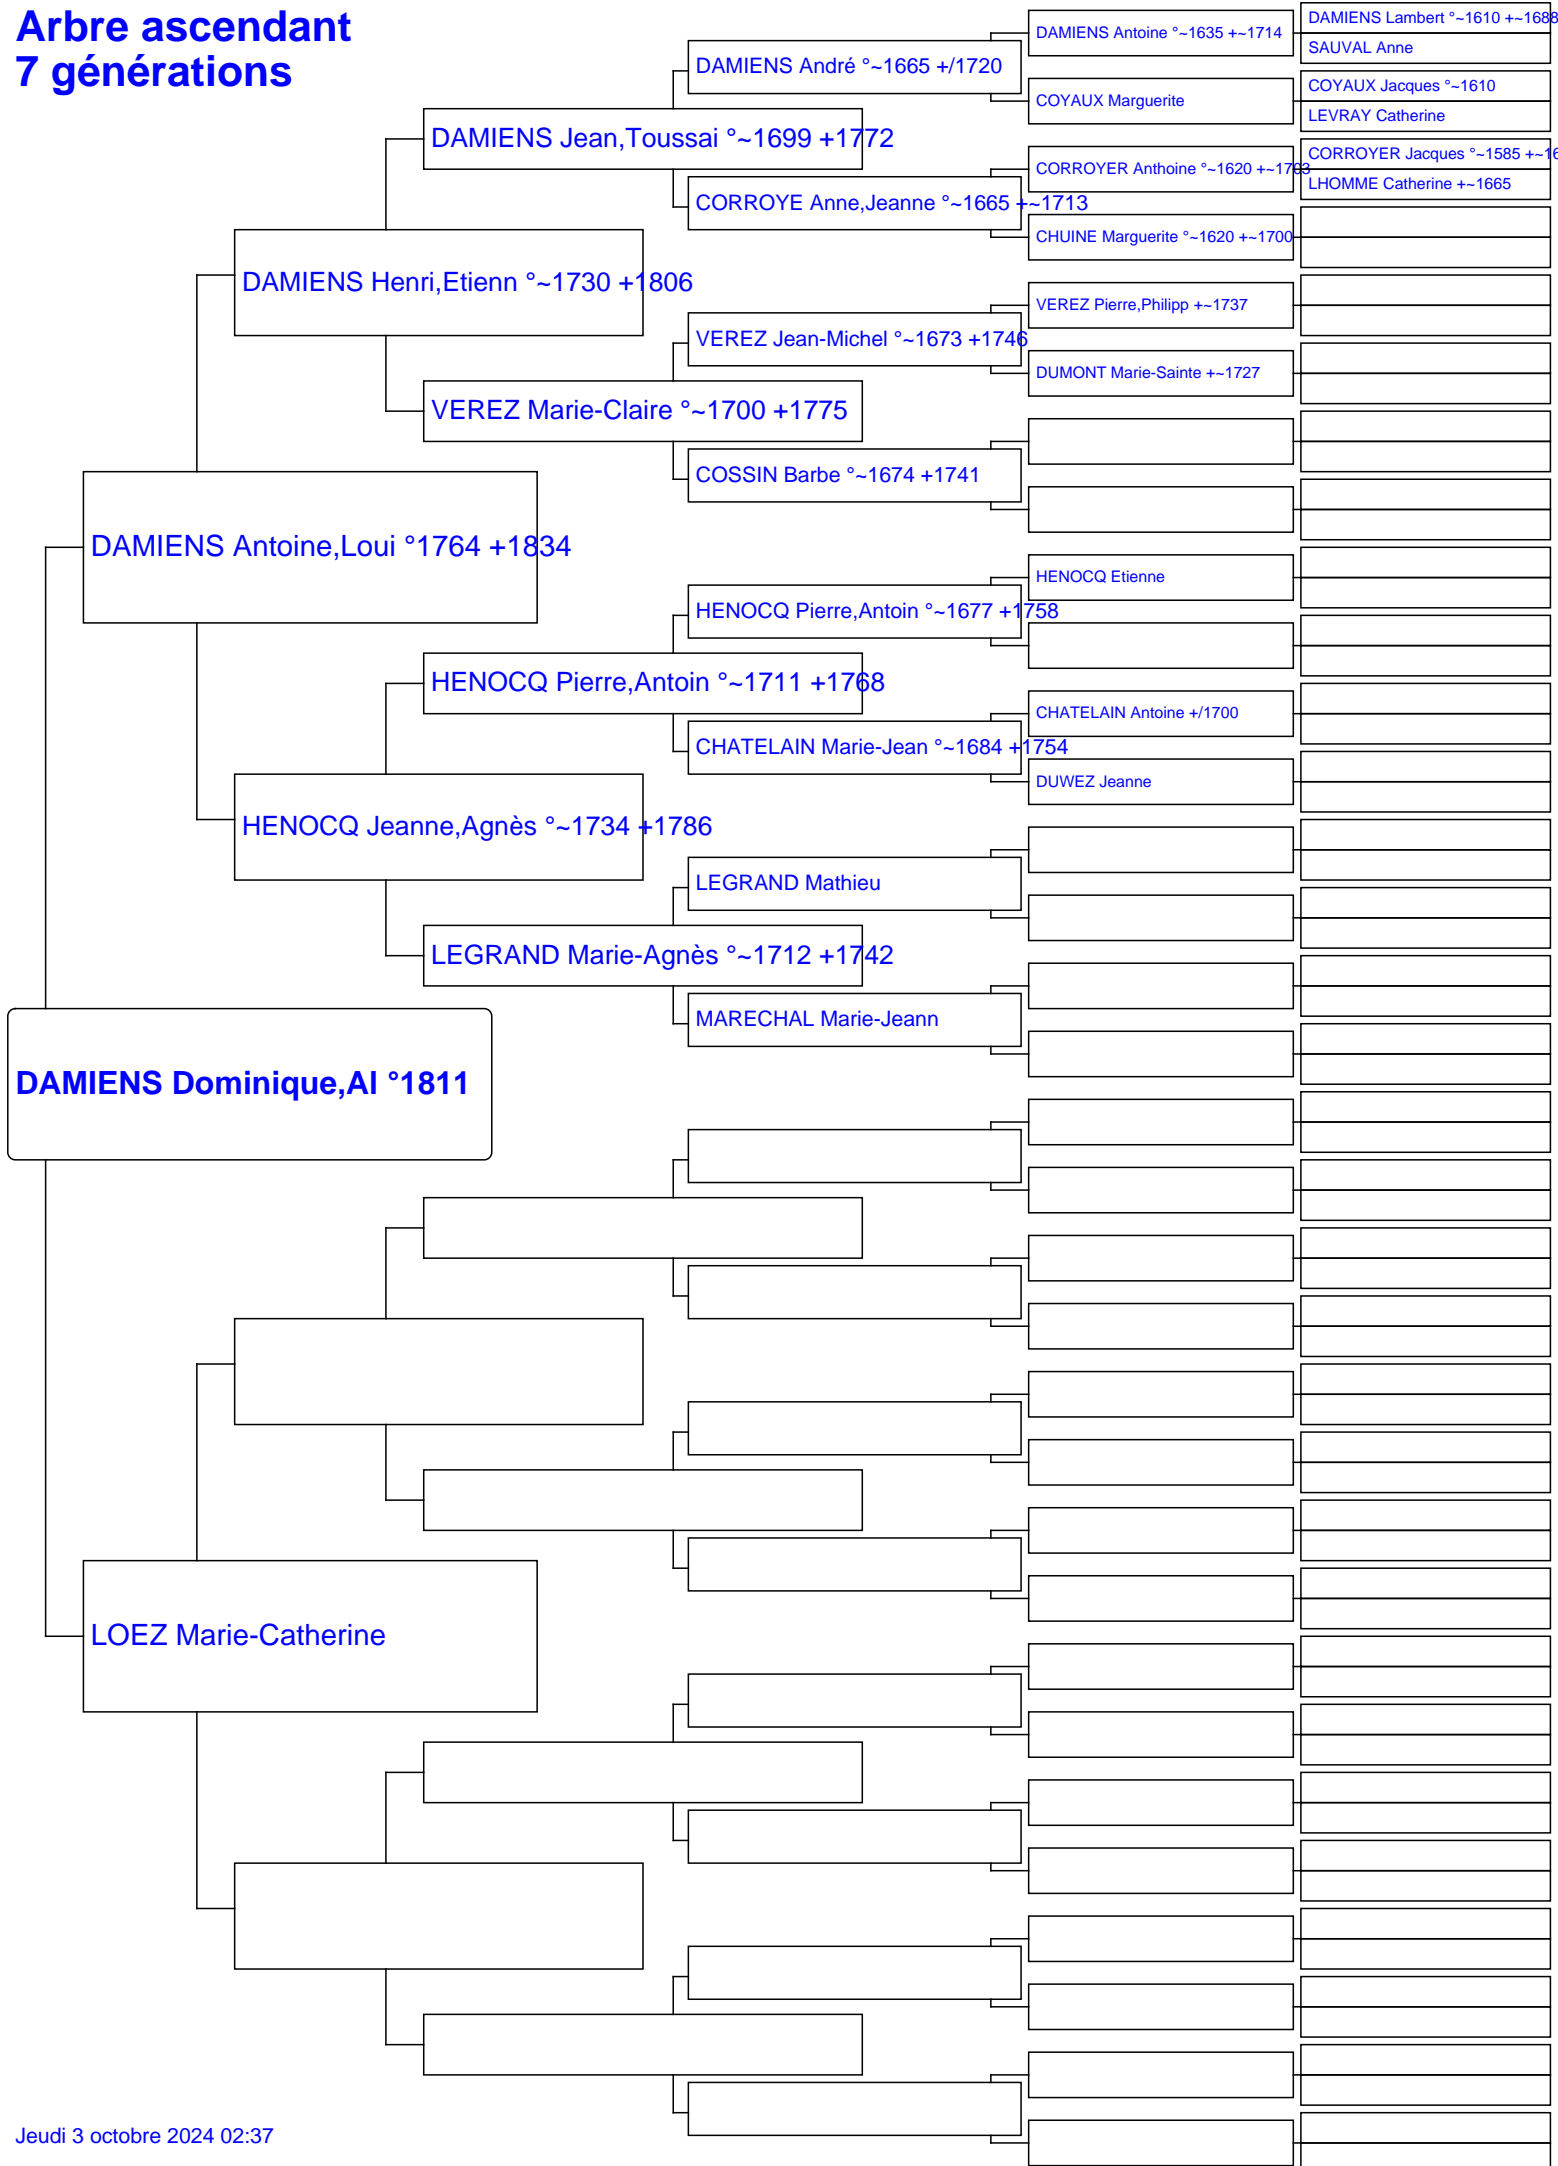 Arbre ascendant
7 générations
DAMIENS Lambert °~1610 +~1688
DAMIENS Antoine °~1635 +~1714
SAUVAL Anne
DAMIENS André °~1665 +/1720
COYAUX Jacques °~1610
COYAUX Marguerite
LEVRAY Catherine
DAMIENS Jean,Toussai °~1699 +1772
CORROYER Jacques °~1585 +~16
CORROYER Anthoine °~1620 +~1703
LHOMME Catherine +~1665
CORROYE Anne,Jeanne °~1665 +~1713
CHUINE Marguerite °~1620 +~1700
DAMIENS Henri,Etienn °~1730 +1806
VEREZ Pierre,Philipp +~1737
VEREZ Jean-Michel °~1673 +1746
DUMONT Marie-Sainte +~1727
VEREZ Marie-Claire °~1700 +1775
COSSIN Barbe °~1674 +1741
DAMIENS Antoine,Loui °1764 +1834
HENOCQ Etienne
HENOCQ Pierre,Antoin °~1677 +1758
HENOCQ Pierre,Antoin °~1711 +1768
CHATELAIN Antoine +/1700
CHATELAIN Marie-Jean °~1684 +1754
DUWEZ Jeanne
HENOCQ Jeanne,Agnès °~1734 +1786
LEGRAND Mathieu
LEGRAND Marie-Agnès °~1712 +1742
MARECHAL Marie-Jeann
DAMIENS Dominique,Al °1811
LOEZ Marie-Catherine
Jeudi 3 octobre 2024 02:37